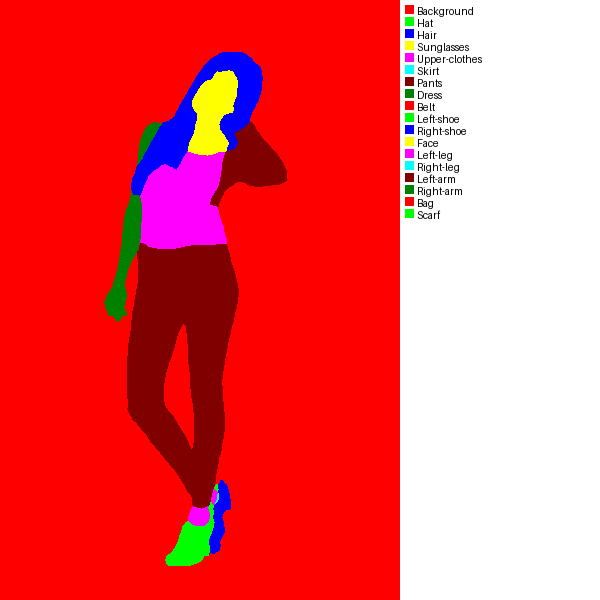 Background
Hat
Hair
Sunglasses
Upper-clothes
Skirt
Pants
Dress
Belt
Left-shoe
Right-shoe
Face
Left-leg
Right-leg
Left-arm
Right-arm
Bag
Scarf